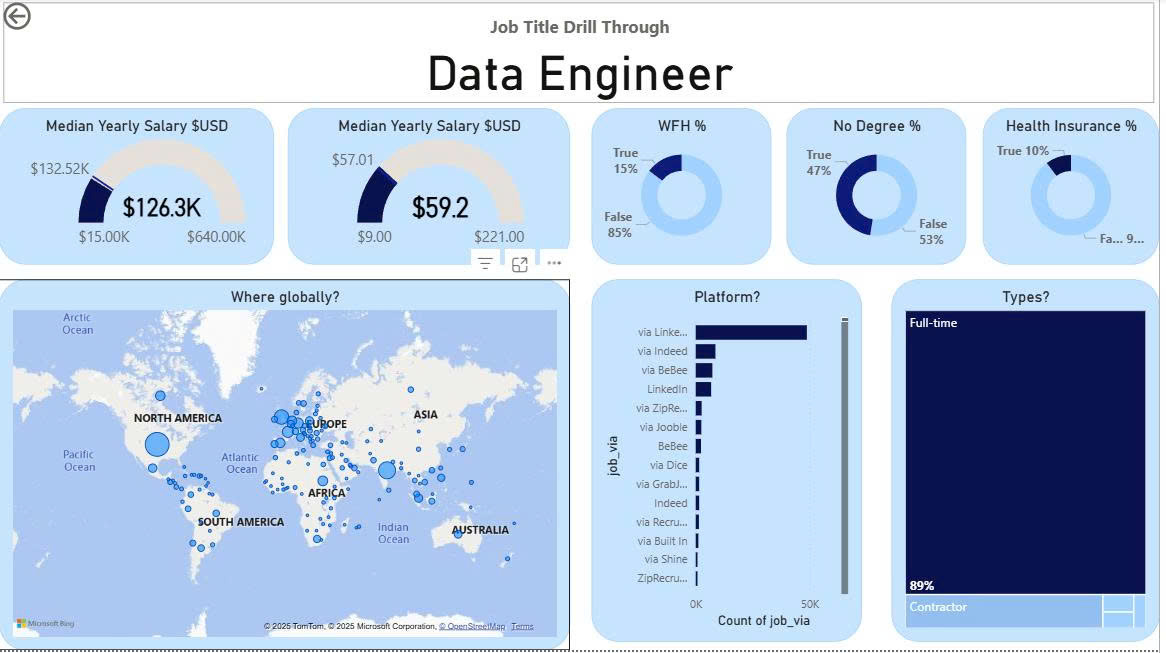 Job Title Drill Through
Data Engineer
Median Yearly Salary $USD
$132.52K
$126.3K
$15.00K
$640.00K
Median Yearly Salary $USD
$57.01
$59.2
$9.00
$221.00
WFH %
True
15%
False
85%
No Degree %
True
47%
False
53%
Health Insurance %
True 10%
Fa... 9...
Where globally?
Arctic
Ocean
NORTH AMERICA
EUROPE
ASIA
Pacific
Ocean
Atlantic
Ocean
AFRICA
SOUTH AMERICA
Indian
Ocean
AUSTRALIA
Microsoft Bing
© 2025 TomTom, © 2025 Microsoft Corporation, © OpenStreetMap Terms
Platform?
job_via
via Linke...
via Indeed
via BeBee
LinkedIn
via ZipRe...
via Jooble
BeBee
via Dice
via GrabJ...
Indeed
via Recru...
via Built In
via Shine
ZipRecru...
0K
50K
Count of job_via
Types?
Full-time
89%
Contractor